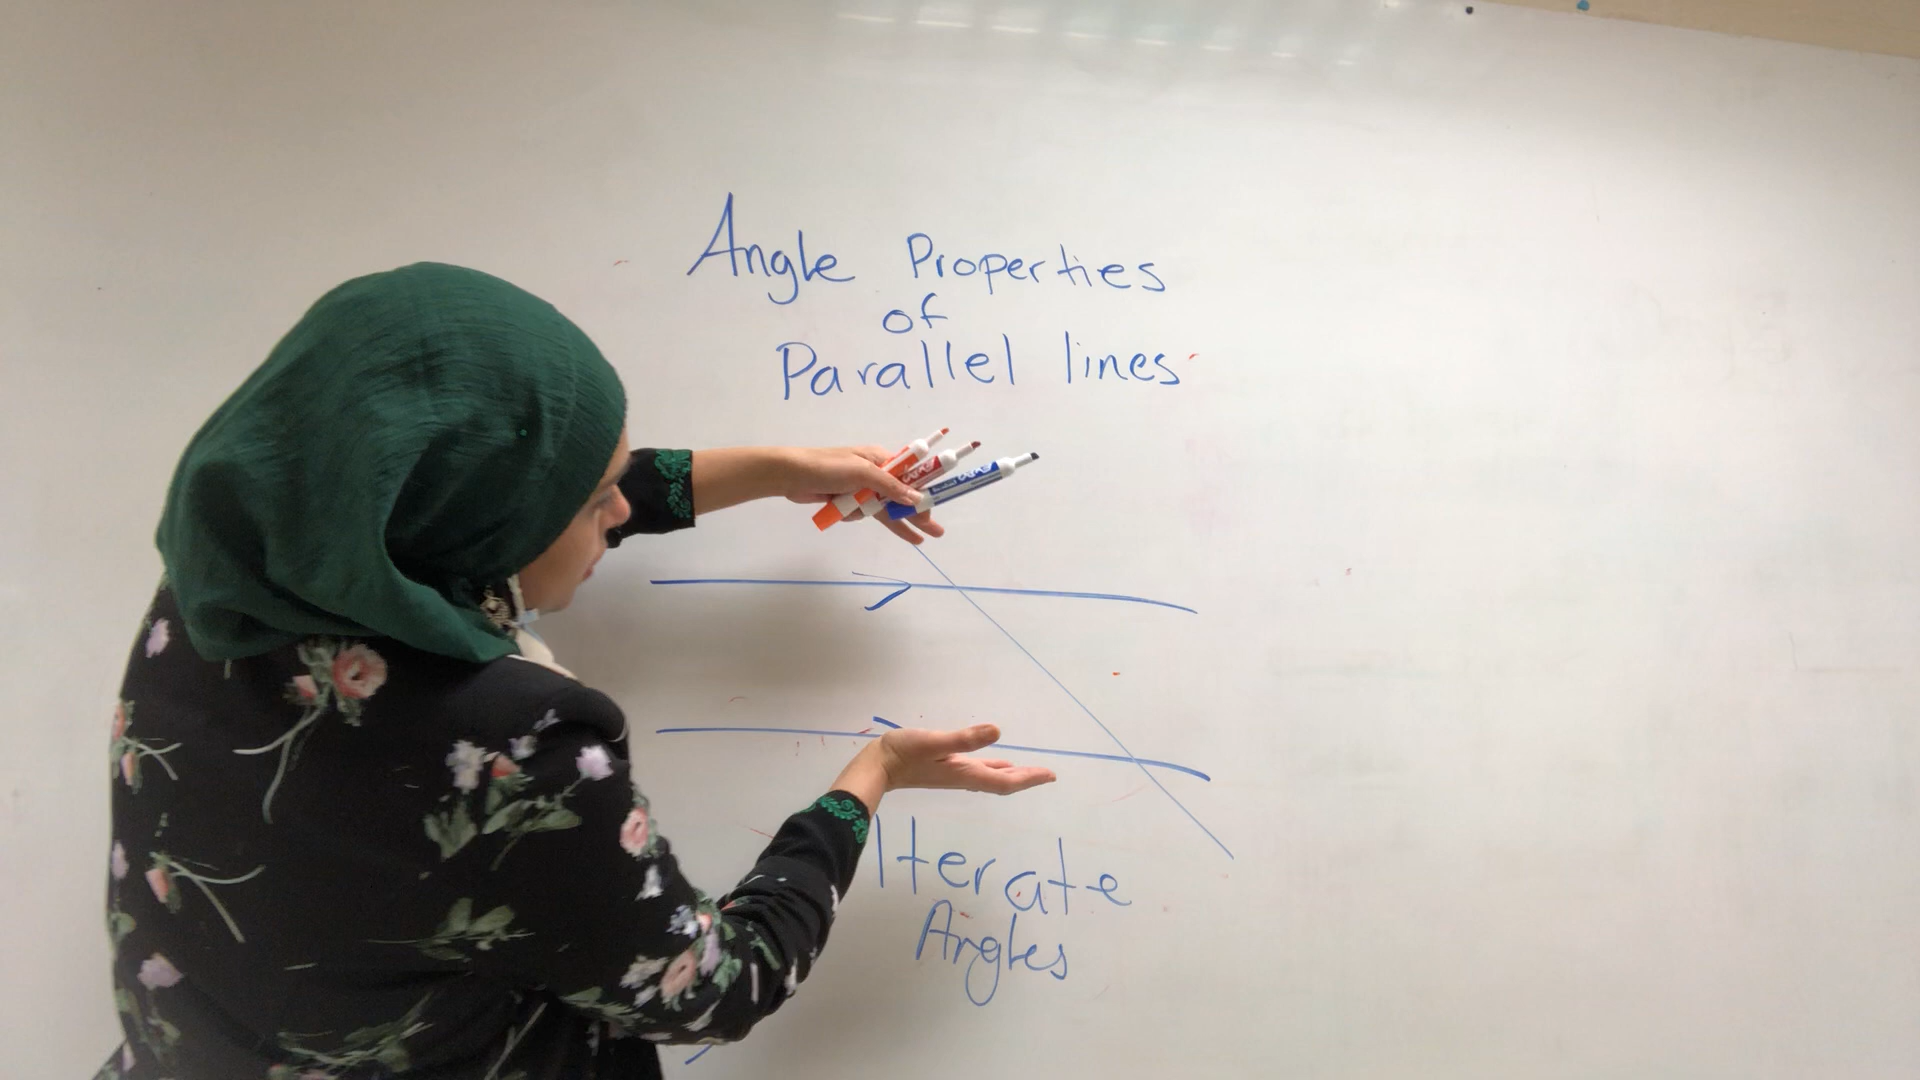 Angle Properties
of
Parallel lines
lterate
Angles